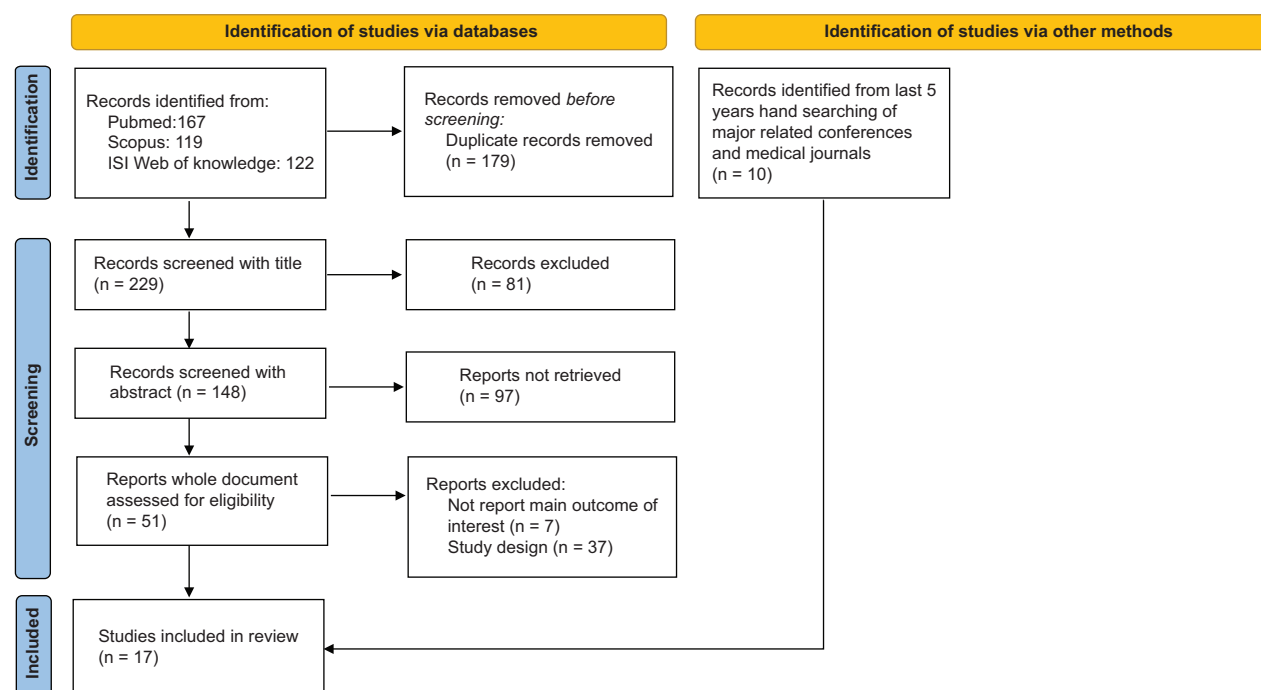 Identification of studies via databases
Identification of studies via other methods
Identification
Records identified from:
Pubmed:167
Scopus: 119
ISI Web of knowledge: 122
Records removed before
screening:
Duplicate records removed
(n = 179)
Records identified from last 5
years hand searching of
major related conferences
and medical journals
(n = 10)
Screening
Records screened with title
(n = 229)
Records excluded
(n = 81)
Records screened with
abstract (n = 148)
Reports not retrieved
(n = 97)
Reports whole document
assessed for eligibility
(n = 51)
Reports excluded:
Not report main outcome of
interest (n = 7)
Study design (n = 37)
Included
Studies included in review
(n = 17)